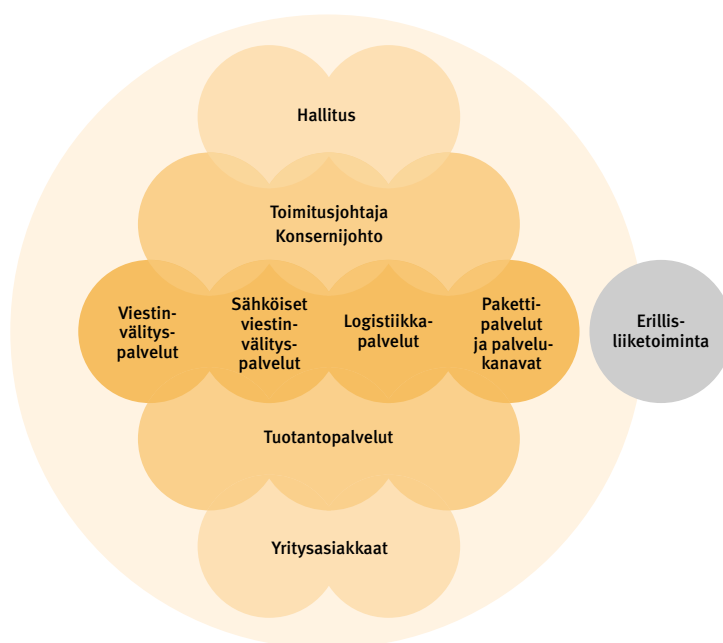 Hallitus
Toimitusjohtaja
Konsernijohto
Viestin-
välitys-
palvelut
Sähköiset
viestin-
välitys-
palvelut
Logistiikka-
palvelut
Paketti-
palvelut
ja palvelu-
kanavat
Erillis-
liiketoiminta
Tuotantopalvelut
Yritysasiakkaat